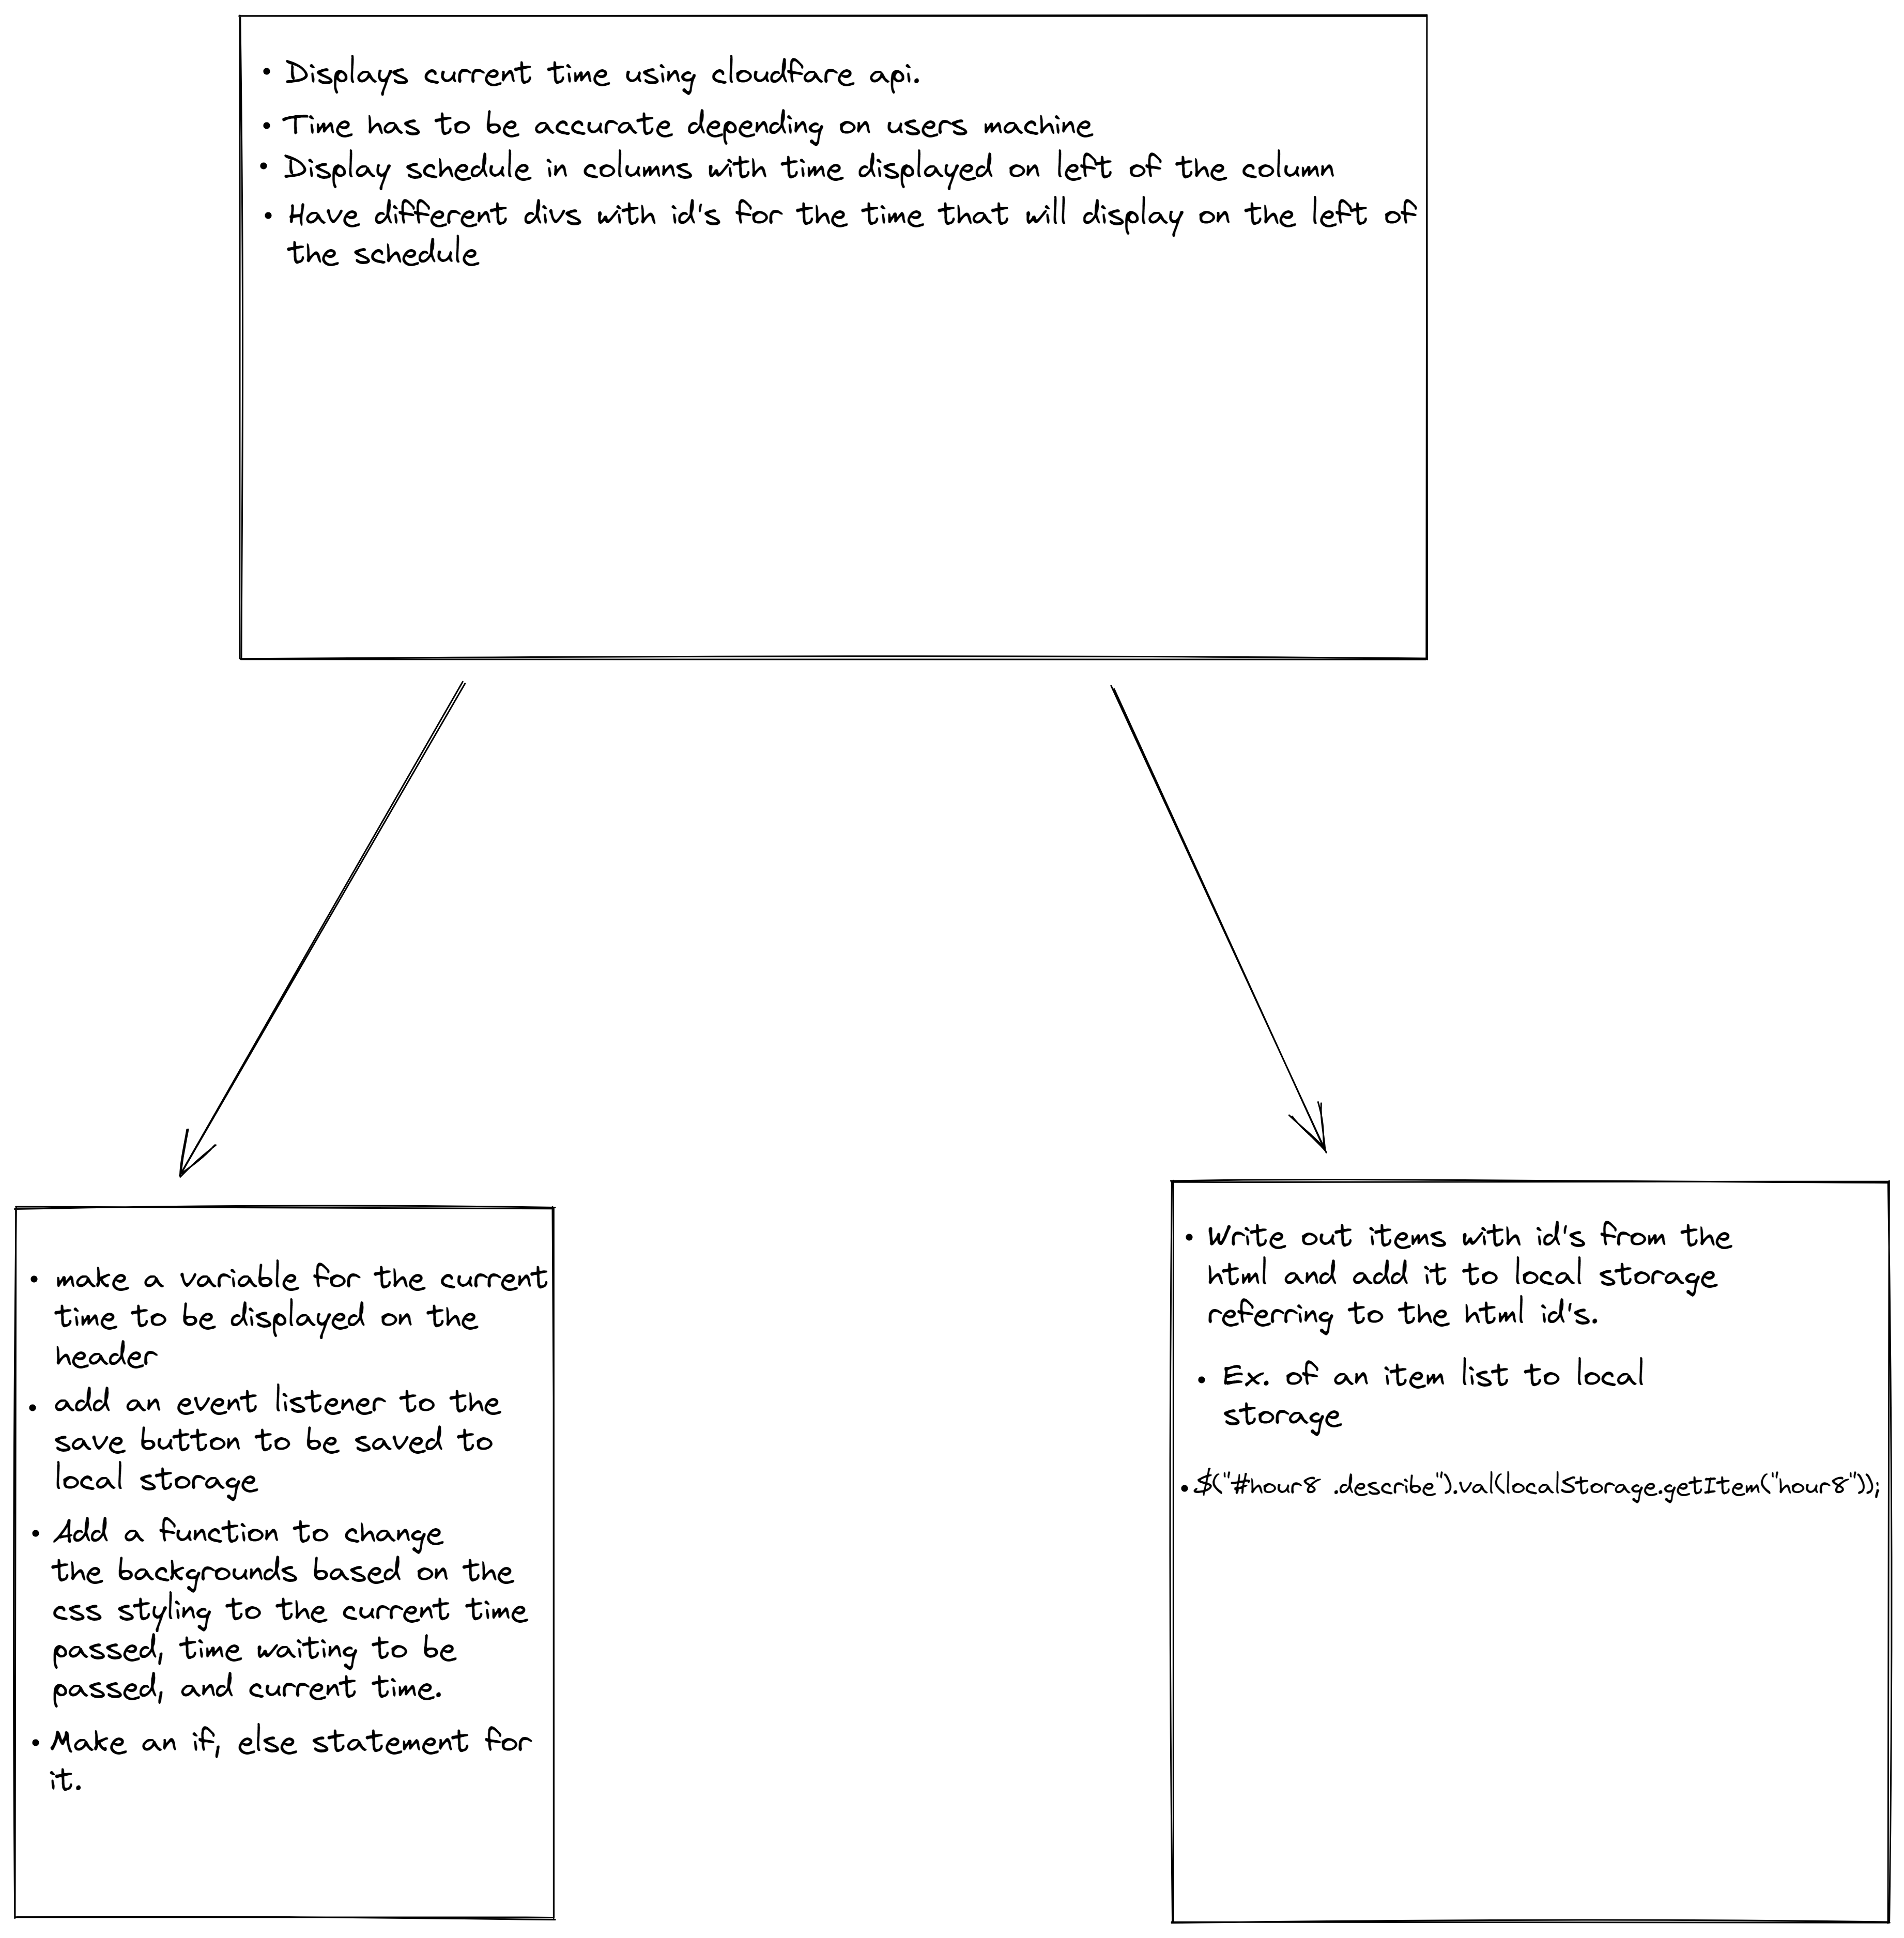 • Displays current time using cloudfare api.
• Time has to be accurate depending on users machine
• Display schedule in columns with time displayed on left of the column
• Have different divs with id's for the time that will display on the left of
the schedule
• make a variable for the current
time to be displayed on the
header
• add an event listener to the
save button to be saved to
local storage
• Add a function to change
the backgrounds based on the
css styling to the current time
passed, time waiting to be
passed, and current time.
• Make an if, else statement for
it.
• Write out items with id's from the
html and add it to local storage
referring to the html id's.
• Ex. of an item list to local
storage
• $("#hour8 .describe").val(localStorage.getItem("hour8"));